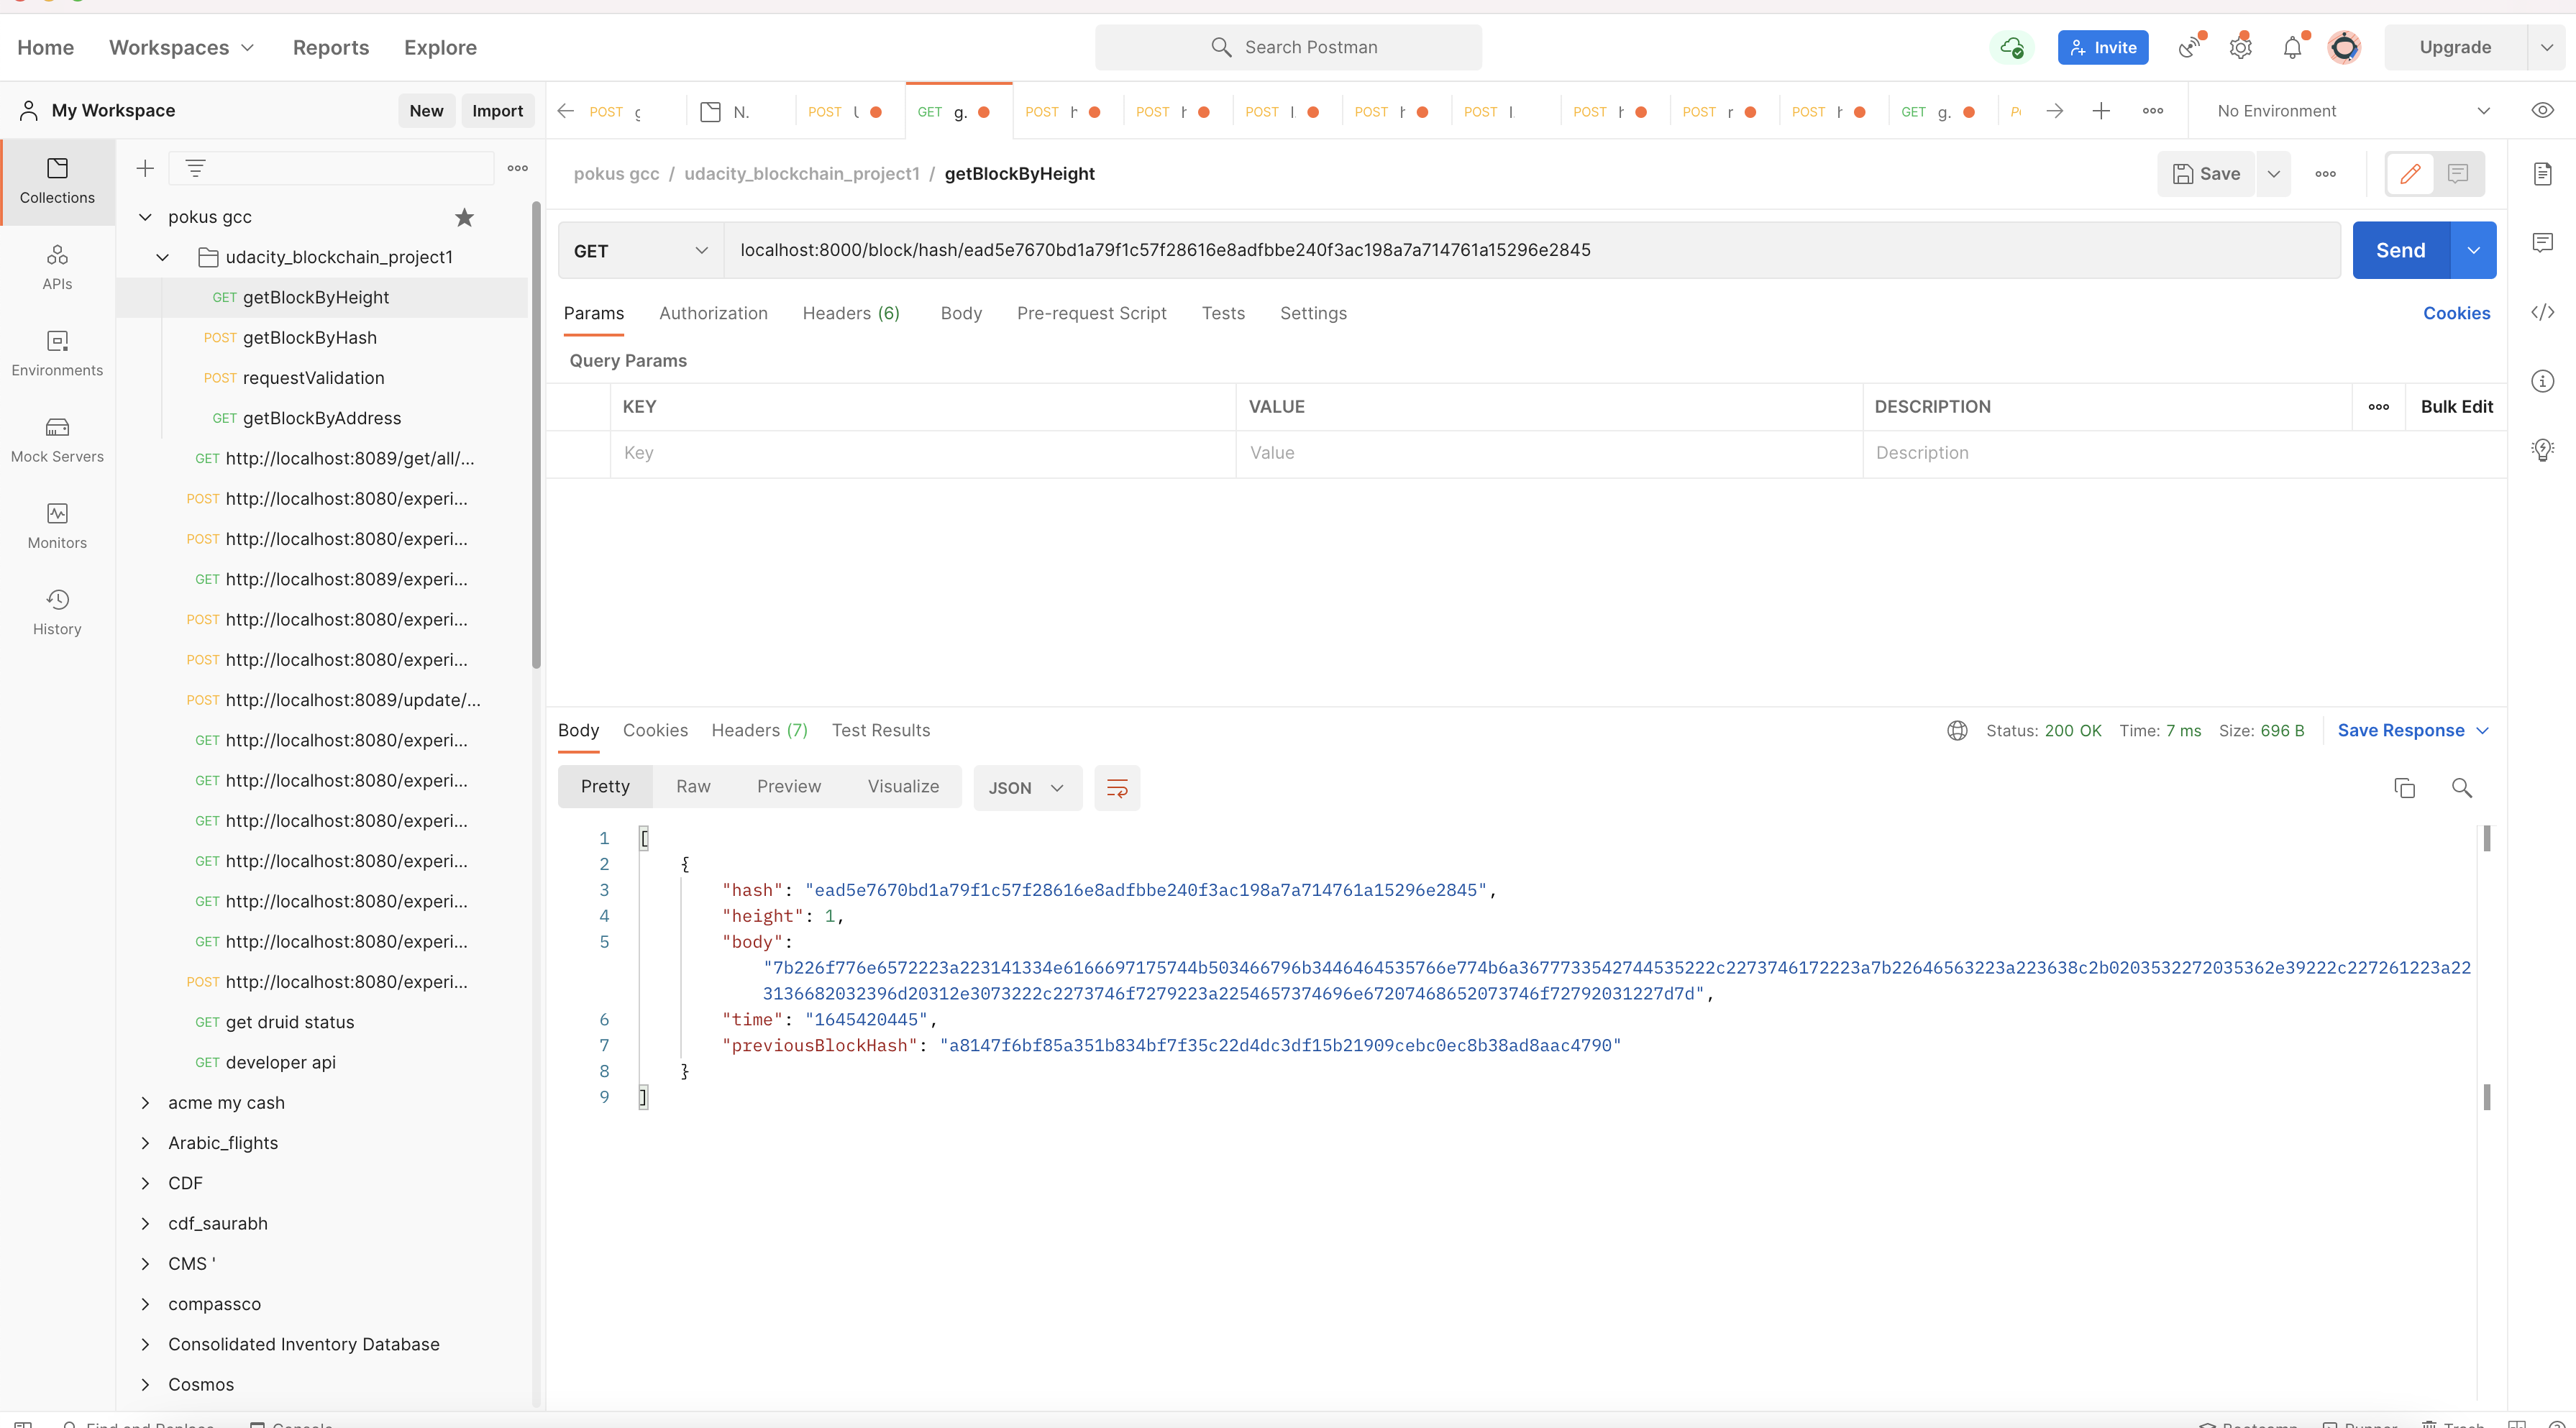 Home Workspaces Reports Explore
Search Postman
Invite
Upgrade
My Workspace New Import
POST
N.
POST
GET g.
POST
POST
POST
POST
POST
POST
POST
POST
GET g.
No Environment
Collections
APIs
Environments
Mock Servers
Monitors
History
pokus gcc
udacity_blockchain_project1
GET getBlockByHeight
POST getBlockByHash
POST requestValidation
GET getBlockByAddress
GET http://localhost:8089/get/all/...
POST http://localhost:8080/experi...
POST http://localhost:8080/experi...
GET http://localhost:8089/experi...
POST http://localhost:8080/experi...
POST http://localhost:8080/experi...
POST http://localhost:8089/update/...
GET http://localhost:8080/experi...
GET http://localhost:8080/experi...
GET http://localhost:8080/experi...
GET http://localhost:8080/experi...
GET http://localhost:8080/experi...
GET http://localhost:8080/experi...
POST http://localhost:8080/experi...
GET get druid status
GET developer api
acme my cash
Arabic_flights
CDF
cdf_saurabh
CMS '
compassco
Consolidated Inventory Database
Cosmos
pokus gcc / udacity_blockchain_project1 / getBlockByHeight
Save
GET localhost:8000/block/hash/ead5e7670bd1a79f1c57f28616e8adfbbe240f3ac198a7a714761a15296e2845 Send
Params Authorization Headers (6) Body Pre-request Script Tests Settings Cookies
Query Params
KEY VALUE DESCRIPTION Bulk Edit
Key Value Description
Body Cookies Headers (7) Test Results Status: 200 OK Time: 7 ms Size: 696 B Save Response
Pretty Raw Preview Visualize JSON
1 [
2 {
3 "hash": "ead5e7670bd1a79f1c57f28616e8adfbbe240f3ac198a7a714761a15296e2845",
4 "height": 1,
5 "body":
"7b226f776e6572223a223141334e6166697175744b503466796b3446464535766e774b6a3677733542744535222c2273746172223a7b22646563223a223638c2b0203532272035362e39222c227261223a22
3136682032396d20312e3073222c2273746f7279223a2254657374696e67207468652073746f72792031227d7d",
6 "time": "1645420445",
7 "previousBlockHash": "a8147f6bf85a351b834bf7f35c22d4dc3df15b21909cebc0ec8b38ad8aac4790"
8 }
9 ]